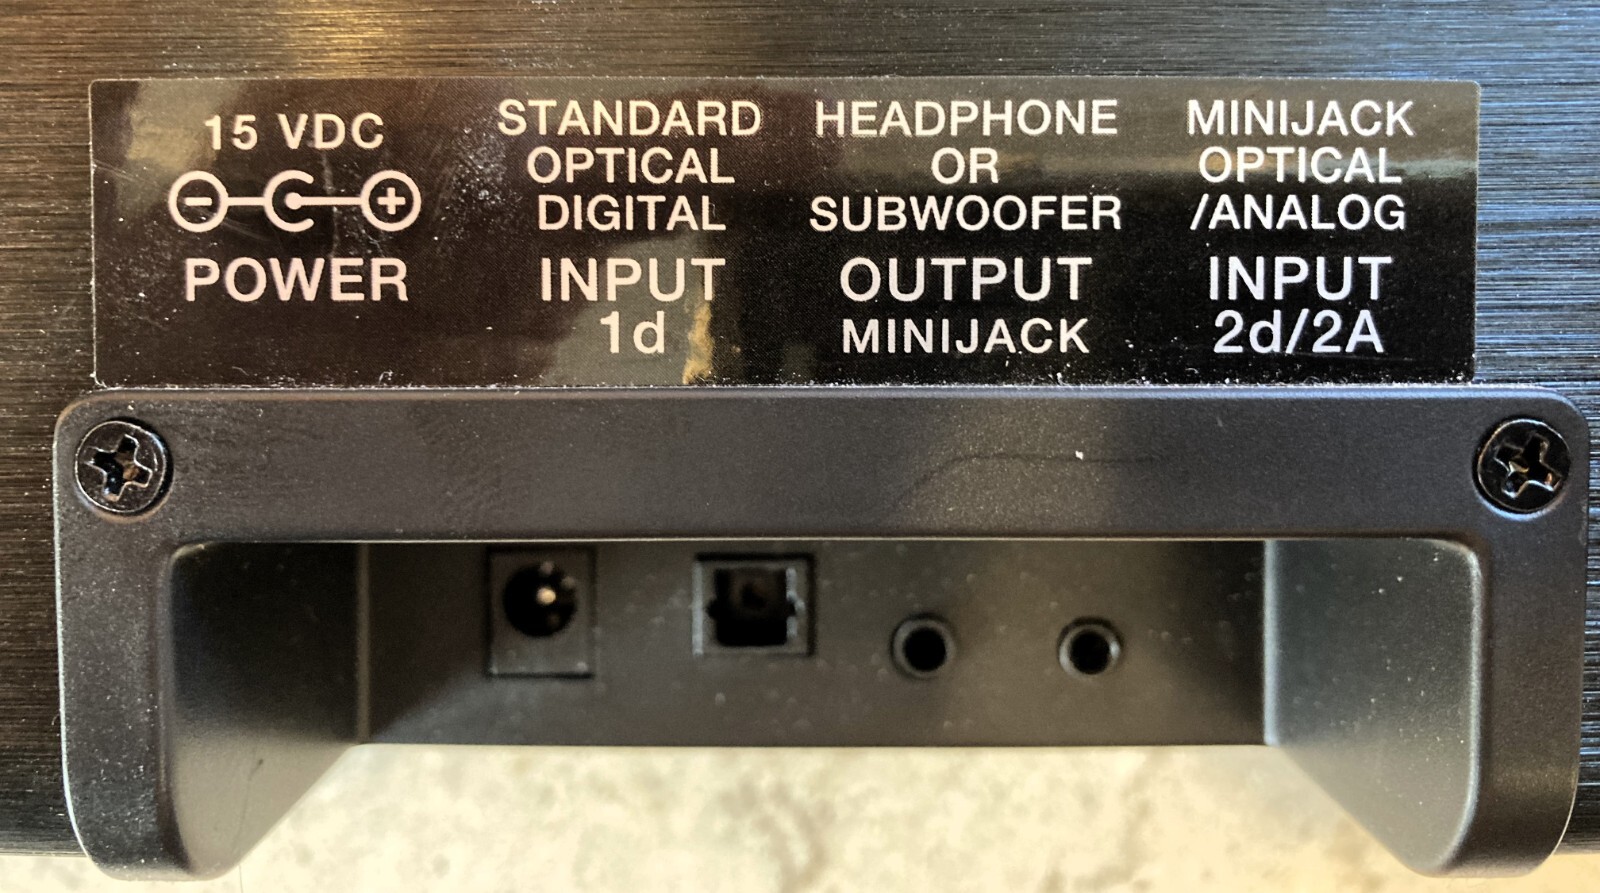 15 VDC
POWER
STANDARD
OPTICAL
DIGITAL
INPUT
1d
HEADPHONE
OR
SUBWOOFER
OUTPUT
MINIJACK
MINIJACK
OPTICAL
/ANALOG
INPUT
2d/2A